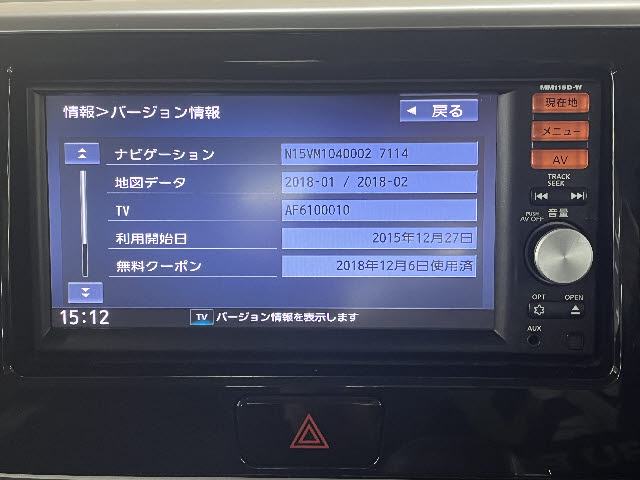 MM115D-W
情報>バージョン情報
戻る
現在地
ナビゲーション
N15VM1040002 7114
メニュー
地図データ
2018-01 / 2018-02
AV
TRACK
SEEK
TV
AF6100010
PUSH
AV OFF
音量
利用開始日
2015年12月27日
無料クーポン
2018年12月6日使用済
15:12
TV
バージョン情報を表示します
OPT
OPEN
AUX